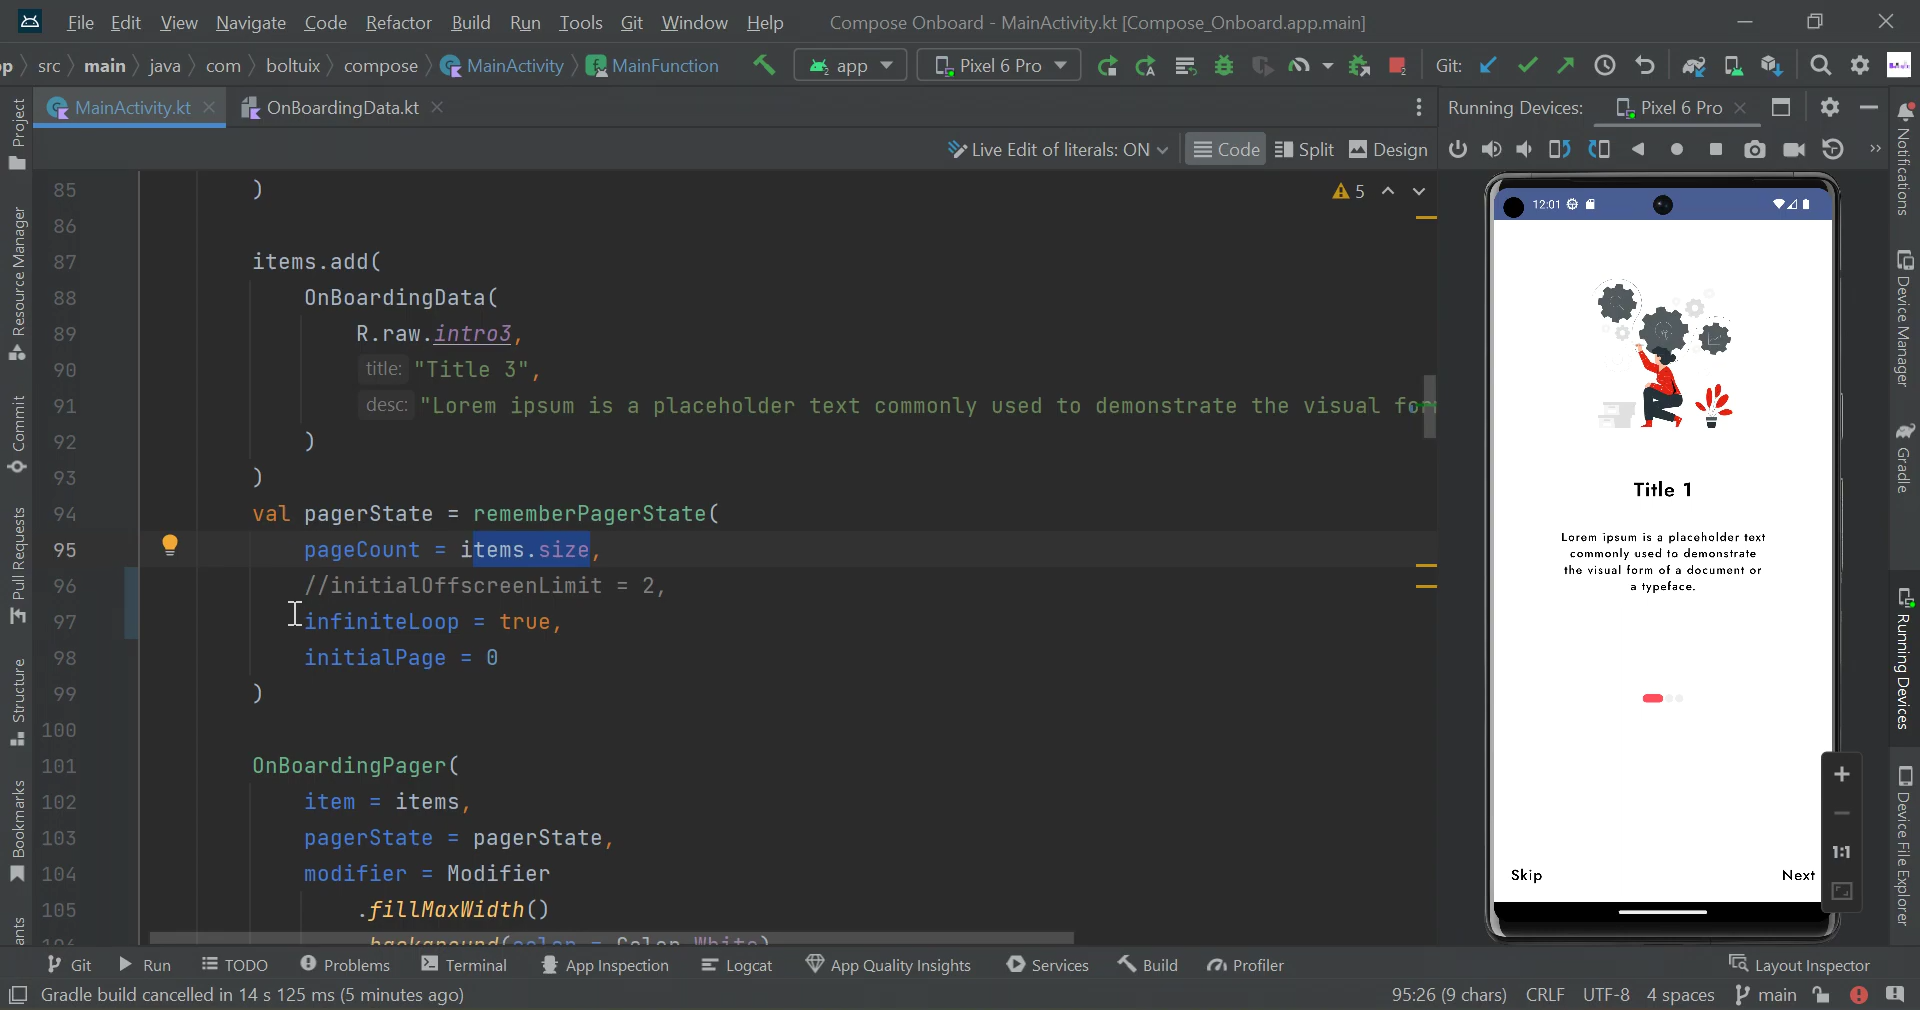 File Edit View Navigate Code Refactor Build Run Tools Git Window Help Compose Onboard - MainActivity.kt [Compose_Onboard.app.main]
src main java com boltuix compose MainActivity MainFunction app Pixel 6 Pro Git:
MainActivity.kt OnBoardingData.kt Running Devices: Pixel 6 Pro
Live Edit of literals: ON Code Split Design
Project
Resource Manager
Commit
Pull Requests
Structure
Bookmarks
5
85 )
86
87 items.add(
88 OnBoardingData(
89 R.raw.intro3,
90 title: "Title 3",
91 desc: "Lorem ipsum is a placeholder text commonly used to demonstrate the visual for
92 )
93 )
94 val pagerState = rememberPagerState(
95 pageCount = items.size,
96 //initialOffscreenLimit = 2,
97 infiniteLoop = true,
98 initialPage = 0
99 )
100
101 OnBoardingPager(
102 item = items,
103 pagerState = pagerState,
104 modifier = Modifier
105 .fillMaxWidth()
12:01
Title 1
Lorem ipsum is a placeholder text
commonly used to demonstrate
the visual form of a document or
a typeface.
Skip Next
1:1
Notifications
Device Manager
Gradle
Running Devices
Device File Explorer
Git Run TODO Problems Terminal App Inspection Logcat App Quality Insights Services Build Profiler Layout Inspector
Gradle build cancelled in 14 s 125 ms (5 minutes ago) 95:26 (9 chars) CRLF UTF-8 4 spaces main